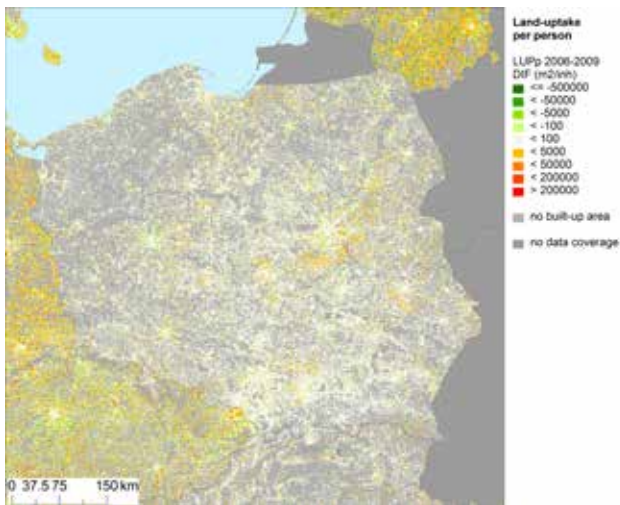 Land-uptake
per person
LUPp 2006-2009
DIF (m2/inh)
<= -500000
< -50000
< -5000
< -100
< 100
< 5000
< 50000
< 200000
> 200000
no built-up area
no data coverage
0 37.5 75 150 km